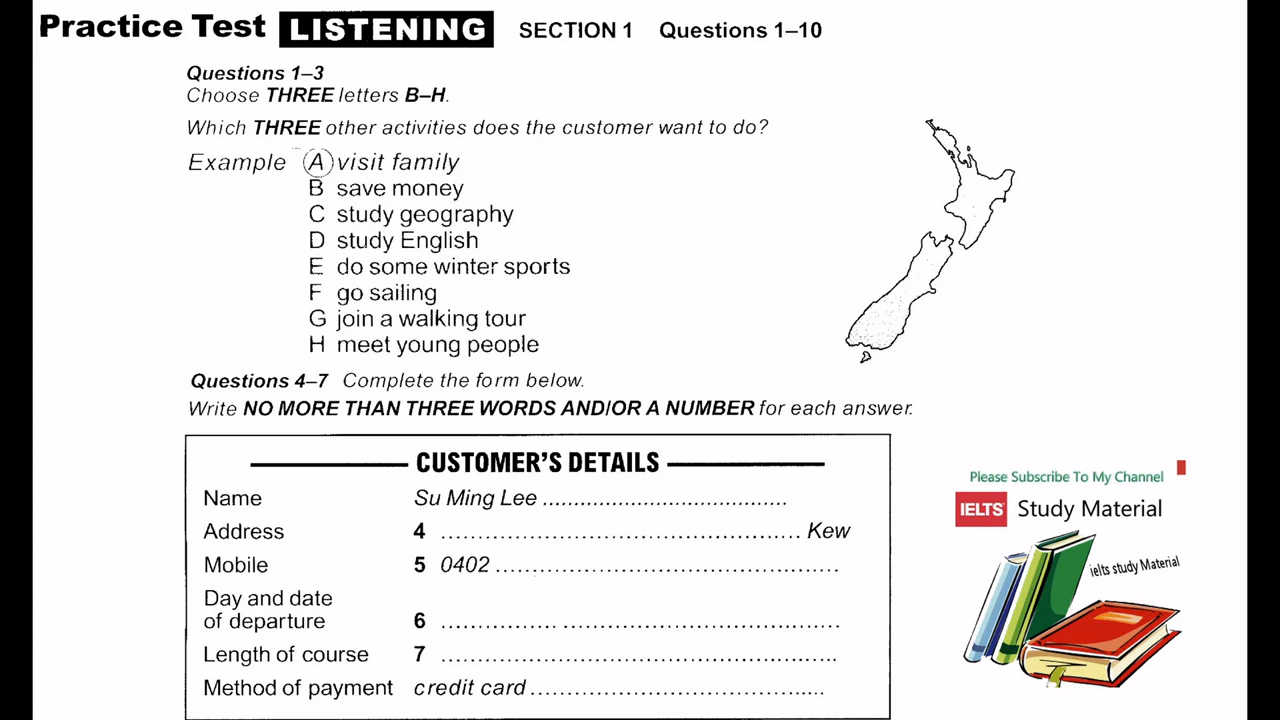 Practice Test LISTENING SECTION 1 Questions 1–10
Questions 1–3
Choose THREE letters B–H.
Which THREE other activities does the customer want to do?
Example A visit family
B save money
C study geography
D study English
E do some winter sports
F go sailing
G join a walking tour
H meet young people
Questions 4–7 Complete the form below.
Write NO MORE THAN THREE WORDS AND/OR A NUMBER for each answer.
CUSTOMER'S DETAILS
Name Su Ming Lee ...................................
Address 4 .................................................... Kew
Mobile 5 0402 ..................................................
Day and date
of departure 6 ..........................................................
Length of course 7 ..........................................................
Method of payment credit card ...........................................
Please Subscribe To My Channel
IELTS Study Material
ielts study Material